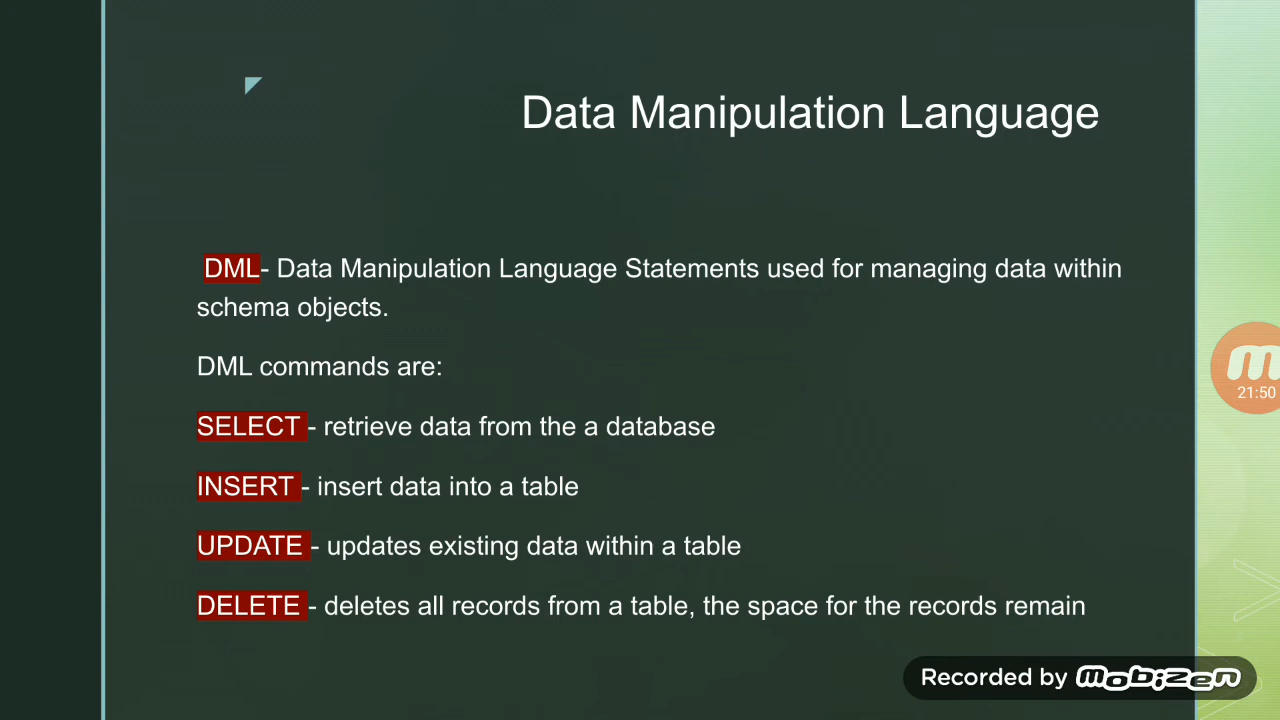 Data Manipulation Language
DML- Data Manipulation Language Statements used for managing data within
schema objects.
DML commands are:
SELECT - retrieve data from the a database
INSERT - insert data into a table
UPDATE - updates existing data within a table
DELETE - deletes all records from a table, the space for the records remain
21:50
Recorded by mobizen